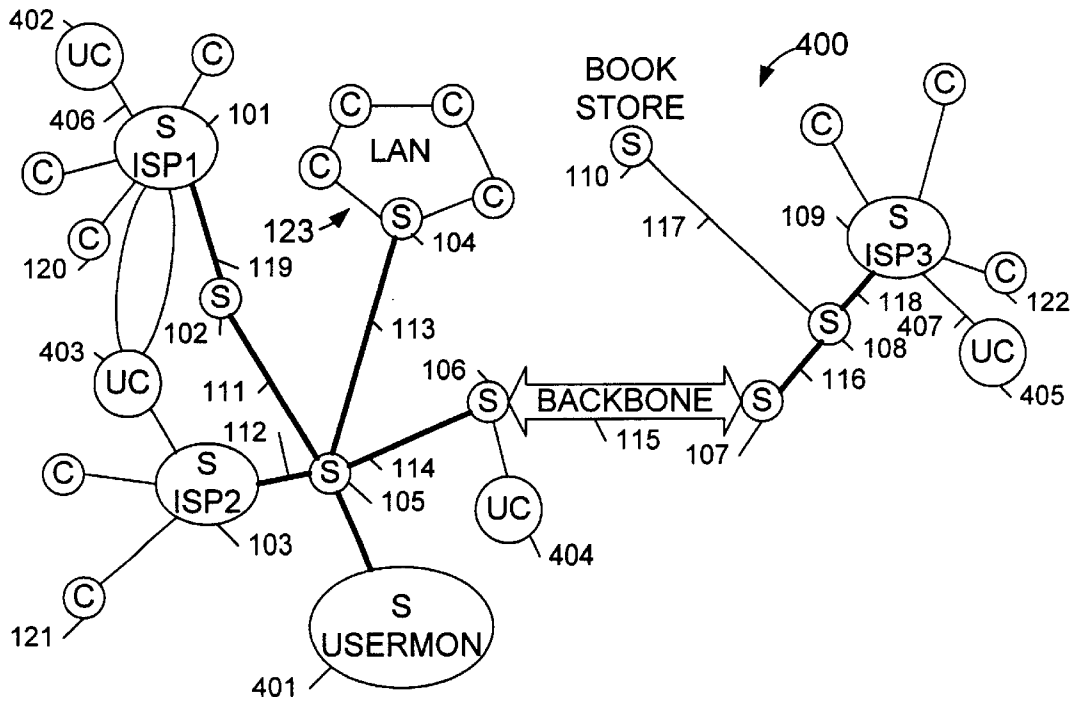 402
UC
C
406
101
S
ISP1
C
C
120
119
S
102
403
UC
111
112
C
S
ISP2
103
C
121
C
C
C
LAN
C
S
123
104
113
S
105
114
106
S
BACKBONE
115
S
107
UC
404
S
USERMON
401
BOOK
STORE
S
110
117
400
C
C
109
S
ISP3
C
122
118
407
S
108
116
UC
405